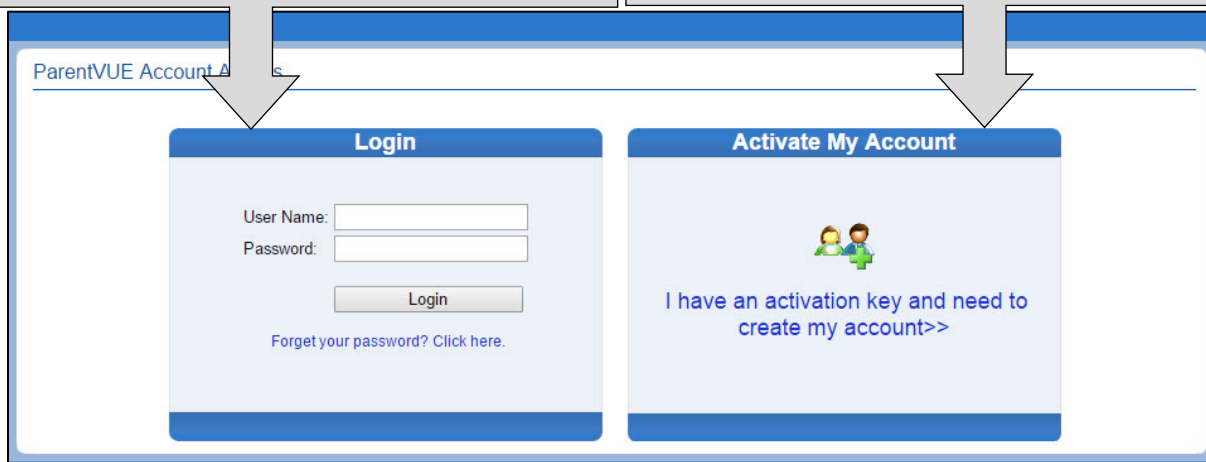 ParentVUE Account
Login
User Name:
Password:
Login
Forget your password? Click here.
Activate My Account
I have an activation key and need to
create my account>>